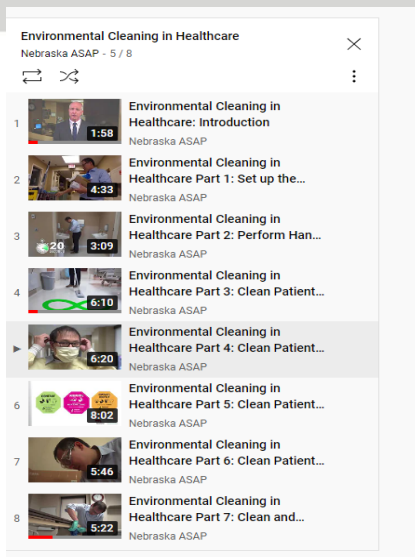 Environmental Cleaning in Healthcare
Nebraska ASAP - 5 / 8
1
1:58
Environmental Cleaning in
Healthcare: Introduction
Nebraska ASAP
2
4:33
Environmental Cleaning in
Healthcare Part 1: Set up the...
Nebraska ASAP
3
20
3:09
Environmental Cleaning in
Healthcare Part 2: Perform Han...
Nebraska ASAP
4
6:10
Environmental Cleaning in
Healthcare Part 3: Clean Patient...
Nebraska ASAP
6:20
Environmental Cleaning in
Healthcare Part 4: Clean Patient...
Nebraska ASAP
6
8:02
Environmental Cleaning in
Healthcare Part 5: Clean Patient...
Nebraska ASAP
7
5:46
Environmental Cleaning in
Healthcare Part 6: Clean Patient...
Nebraska ASAP
8
5:22
Environmental Cleaning in
Healthcare Part 7: Clean and...
Nebraska ASAP